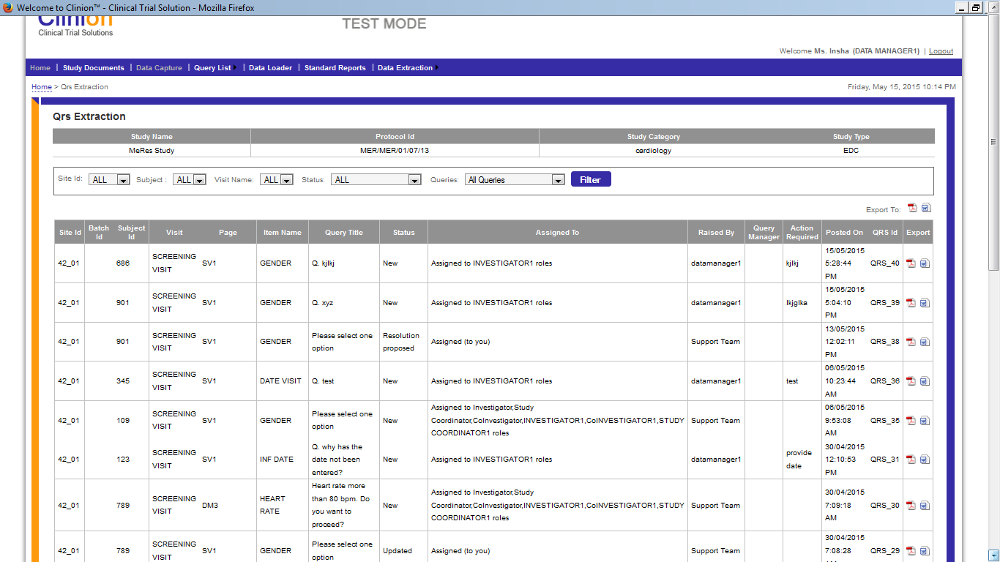 Welcome to Clinion™ - Clinical Trial Solution - Mozilla Firefox
Clinion
Clinical Trial Solutions
TEST MODE
Welcome Ms. Insha (DATA MANAGER1) | Logout
Home | Study Documents | Data Capture | Query List | Data Loader | Standard Reports | Data Extraction
Home > Qrs Extraction
Friday, May 15, 2015 10:14 PM
Qrs Extraction
Study Name Protocol Id Study Category Study Type
MeRes Study MER/MER/01/07/13 cardiology EDC
Site Id: ALL Subject : ALL Visit Name: ALL Status: ALL Queries: All Queries Filter
Export To:
Site Id Batch Id Subject Id Visit Page Item Name Query Title Status Assigned To Raised By Query Manager Action Required Posted On QRS Id Export
42_01 686 SCREENING VISIT SV1 GENDER Q. kjlkj New Assigned to INVESTIGATOR1 roles datamanager1 kjlkj 15/05/2015 5:28:44 PM QRS_40
42_01 901 SCREENING VISIT SV1 GENDER Q. xyz New Assigned to INVESTIGATOR1 roles datamanager1 lkjglka 15/05/2015 5:04:10 PM QRS_39
42_01 901 SCREENING VISIT SV1 GENDER Please select one option Resolution proposed Assigned (to you) Support Team 13/05/2015 12:02:11 PM QRS_38
42_01 345 SCREENING VISIT SV1 DATE VISIT Q. test New Assigned to INVESTIGATOR1 roles datamanager1 test 06/05/2015 10:23:44 AM QRS_36
42_01 109 SCREENING VISIT SV1 GENDER Please select one option New Assigned to Investigator,Study Coordinator,CoInvestigator,INVESTIGATOR1,CoINVESTIGATOR1,STUDY COORDINATOR1 roles Support Team 06/05/2015 9:53:08 AM QRS_35
42_01 123 SCREENING VISIT SV1 INF DATE Q. why has the date not been entered? New Assigned to INVESTIGATOR1 roles datamanager1 provide date 30/04/2015 12:10:53 PM QRS_31
42_01 789 SCREENING VISIT DM3 HEART RATE Heart rate more than 80 bpm. Do you want to proceed? New Assigned to Investigator,Study Coordinator,CoInvestigator,INVESTIGATOR1,CoINVESTIGATOR1,STUDY COORDINATOR1 roles Support Team 30/04/2015 7:09:18 AM QRS_30
42_01 789 SCREENING VISIT SV1 GENDER Please select one option Updated Assigned (to you) Support Team 30/04/2015 7:08:28 QRS_29